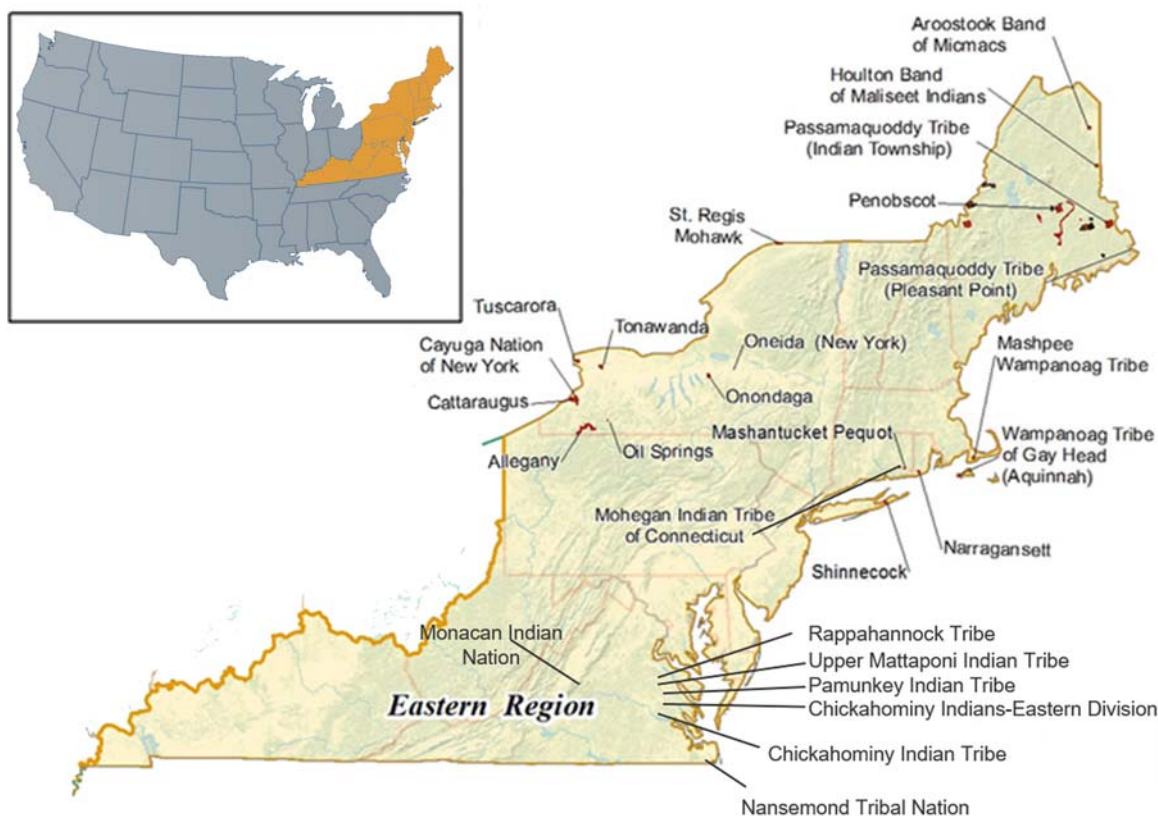 Aroostook Band
of Micmacs
Houlton Band
of Maliseet Indians
Passamaquoddy Tribe
(Indian Township)
Penobscot
St. Regis
Mohawk
Passamaquoddy Tribe
(Pleasant Point)
Tuscarora
Tonawanda
Oneida (New York)
Mashpee
Wampanoag Tribe
Cayuga Nation
of New York
Cattaraugus
Onondaga
Mashantucket Pequot
Wampanoag Tribe
of Gay Head
(Aquinnah)
Allegany
Oil Springs
Mohegan Indian Tribe
of Connecticut
Narragansett
Shinnecock
Monacan Indian
Nation
Rappahannock Tribe
Upper Mattaponi Indian Tribe
Pamunkey Indian Tribe
Chickahominy Indians-Eastern Division
Eastern Region
Chickahominy Indian Tribe
Nansemond Tribal Nation